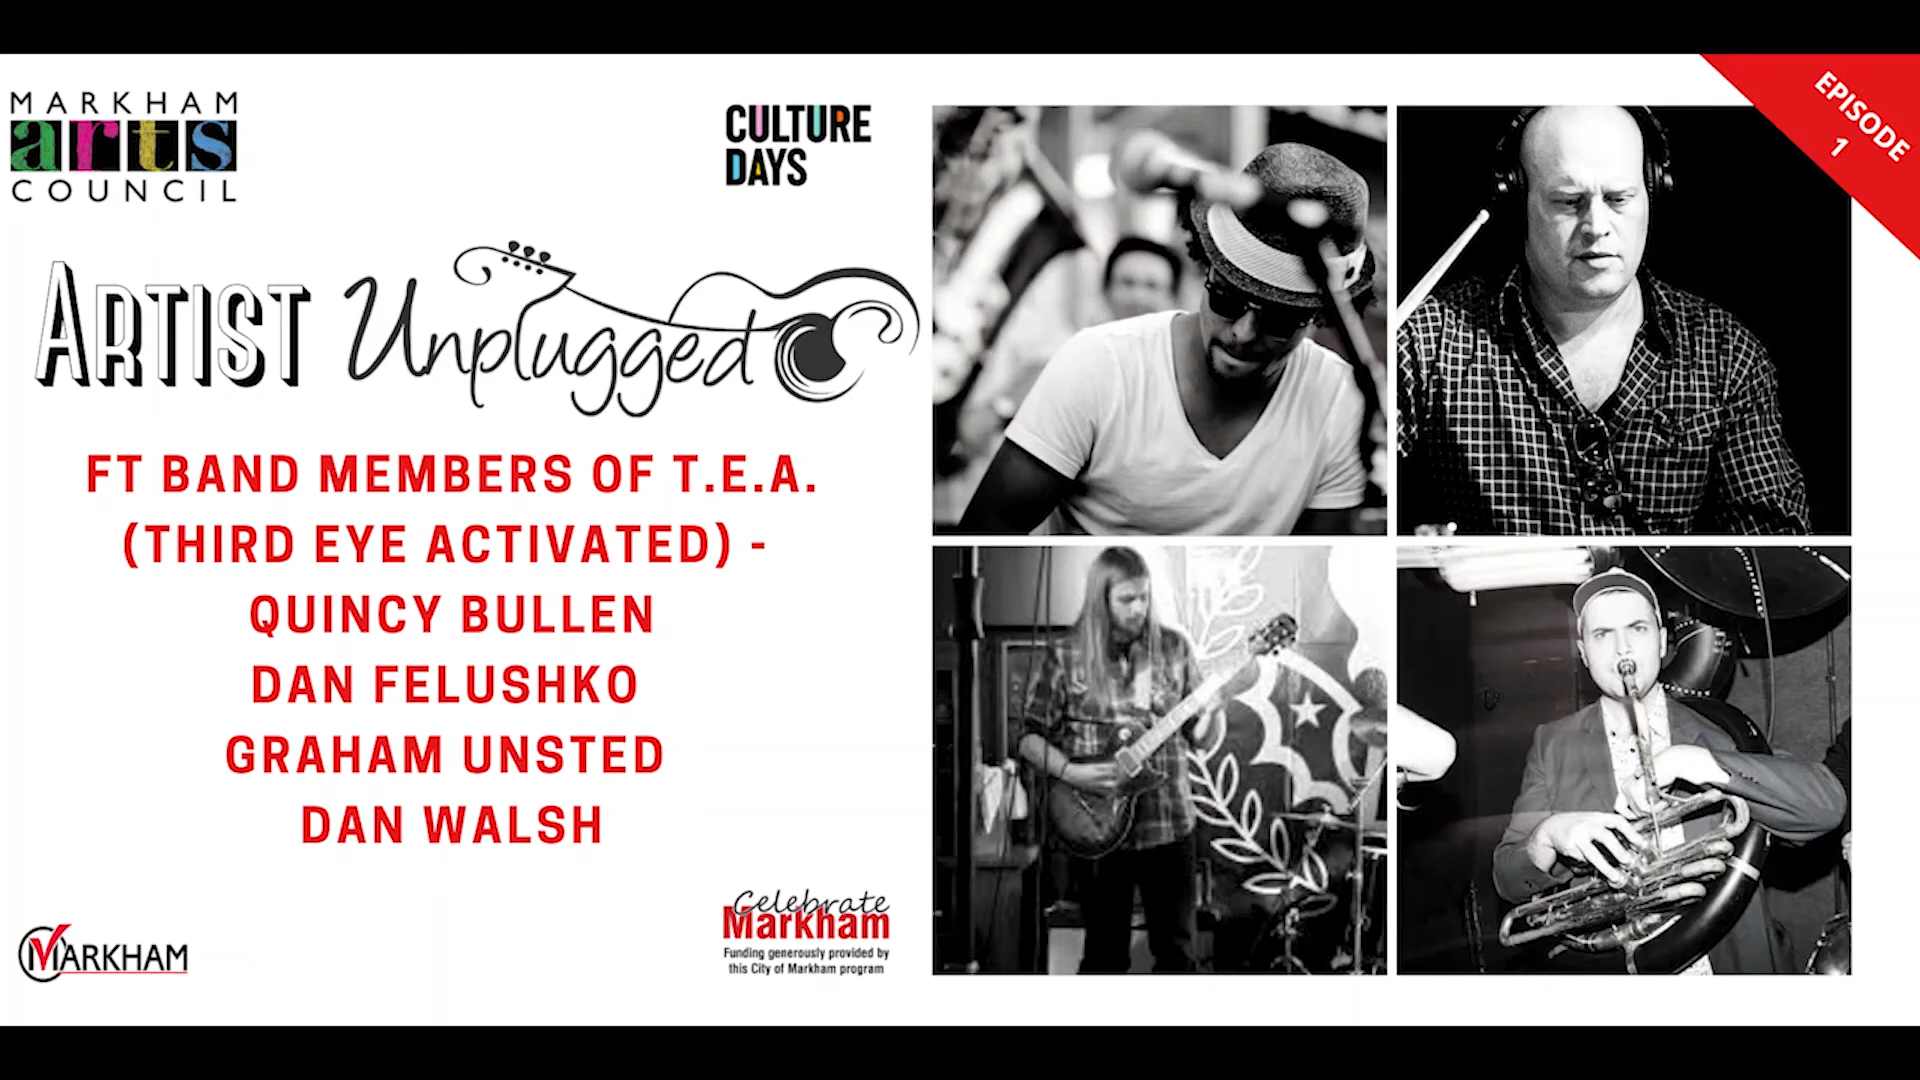 MARKHAM
arts
COUNCIL
CULTURE
DAYS
EPISODE
1
ARTIST Unplugged
FT BAND MEMBERS OF T.E.A.
(THIRD EYE ACTIVATED) -
QUINCY BULLEN
DAN FELUSHKO
GRAHAM UNSTED
DAN WALSH
MARKHAM
Celebrate
Markham
Funding generously provided by
this City of Markham program